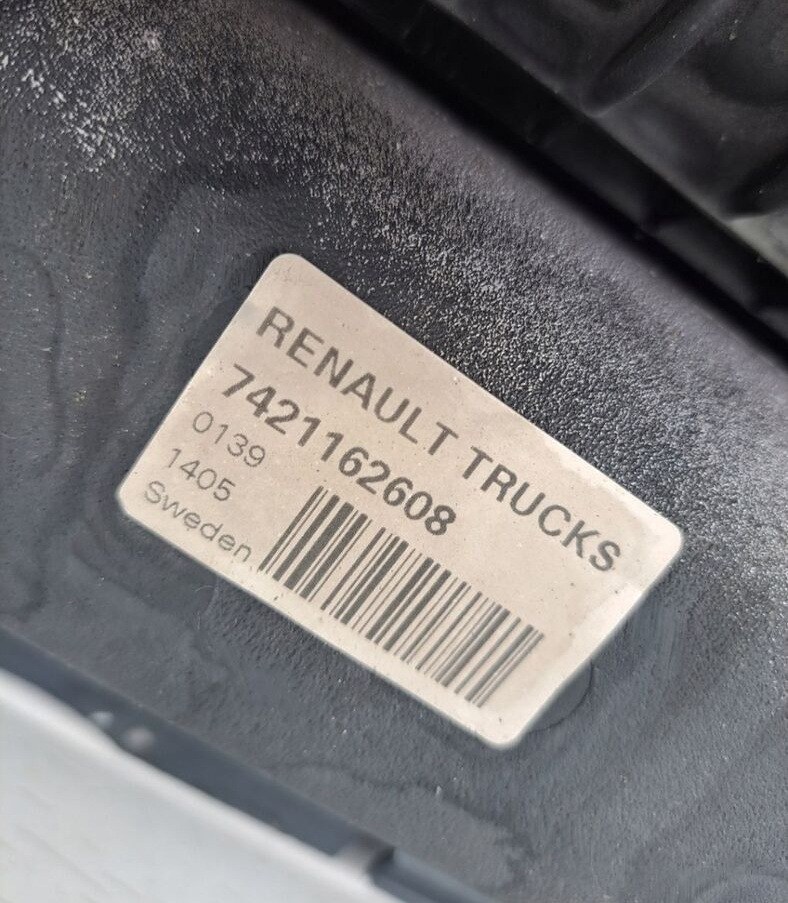 RENAULT TRUCKS
7421162608
0139
1405
Sweden